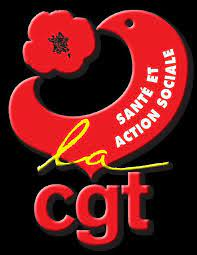 SANTÉ ET
ACTION SOCIALE
la
cgt